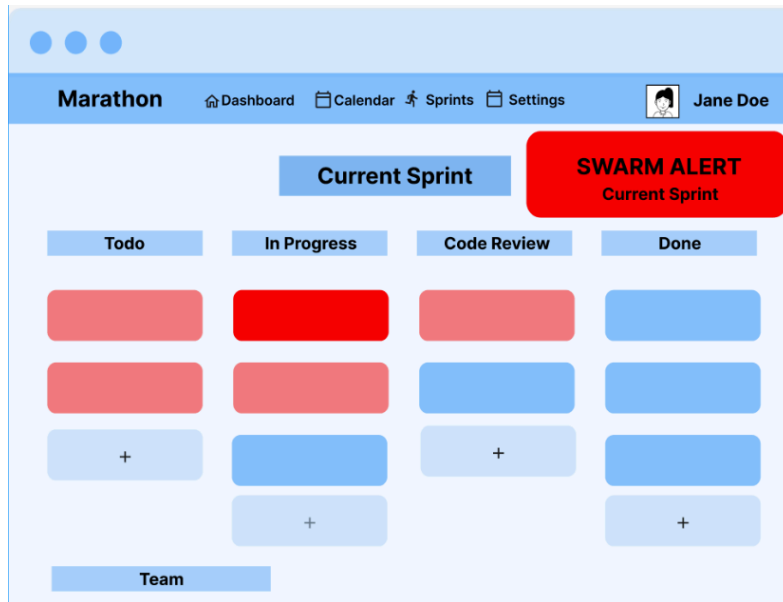 Marathon Dashboard Calendar Sprints Settings Jane Doe
Current Sprint
SWARM ALERT
Current Sprint
Todo In Progress Code Review Done
+ +
+ +
Team